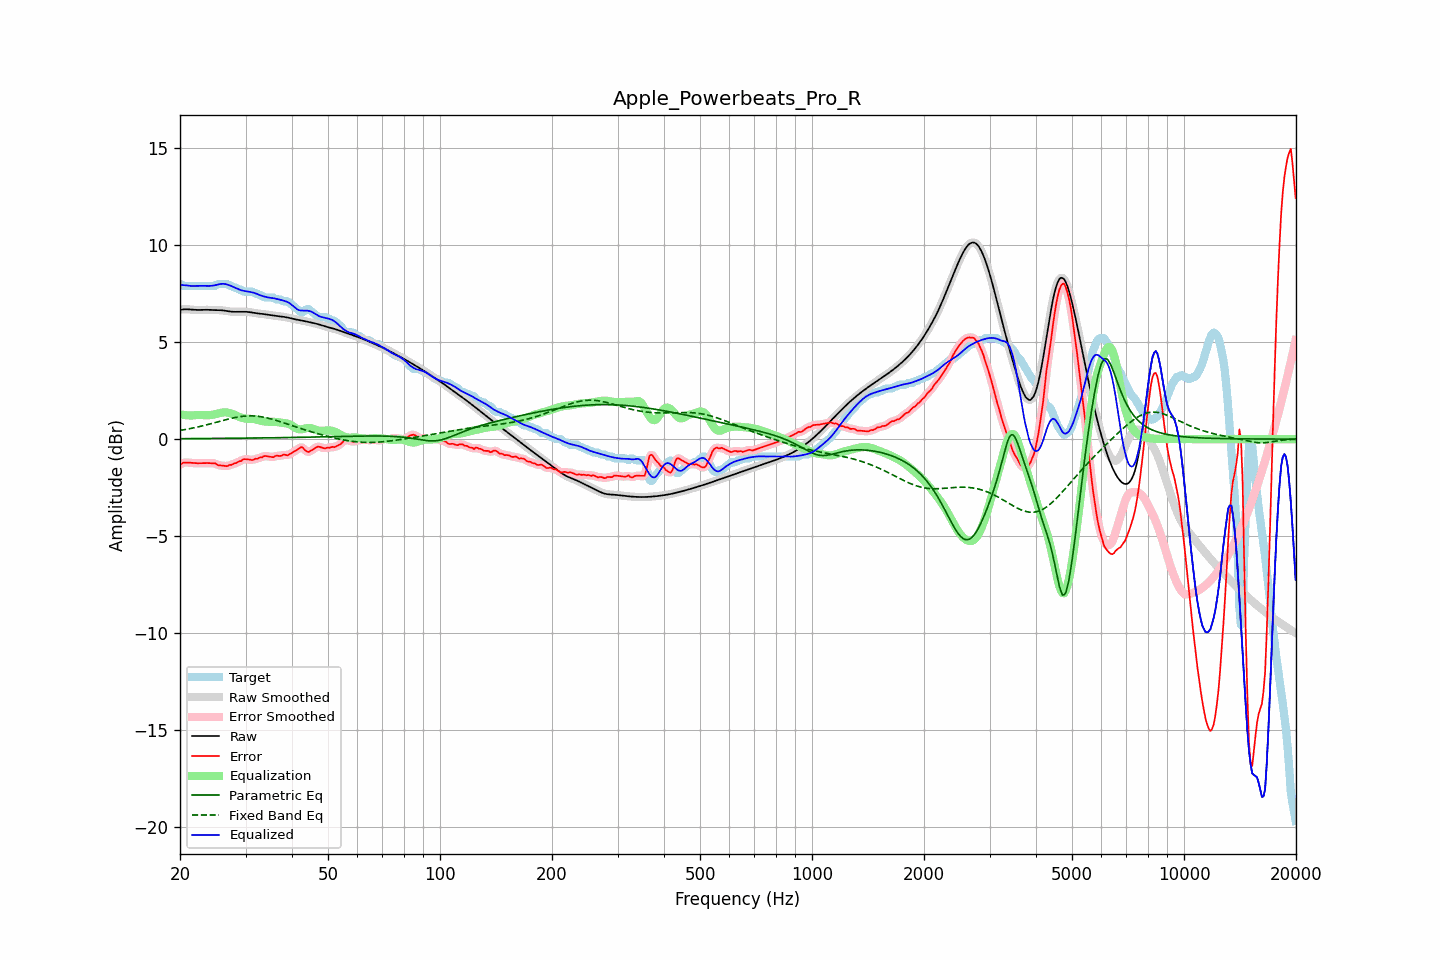 Apple_Powerbeats_Pro_R
Amplitude (dBr)
15
10
5
0
−5
−10
−15
−20
Target
Raw Smoothed
Error Smoothed
Raw
Error
Equalization
Parametric Eq
Fixed Band Eq
Equalized
20
50
100
200
500
1000
2000
5000
10000
20000
Frequency (Hz)